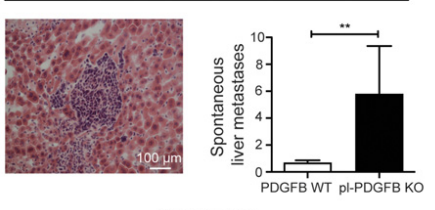 100 µm
**
Spontaneous
liver metastases
10
8
6
4
2
0
PDGFB WT pl-PDGFB KO